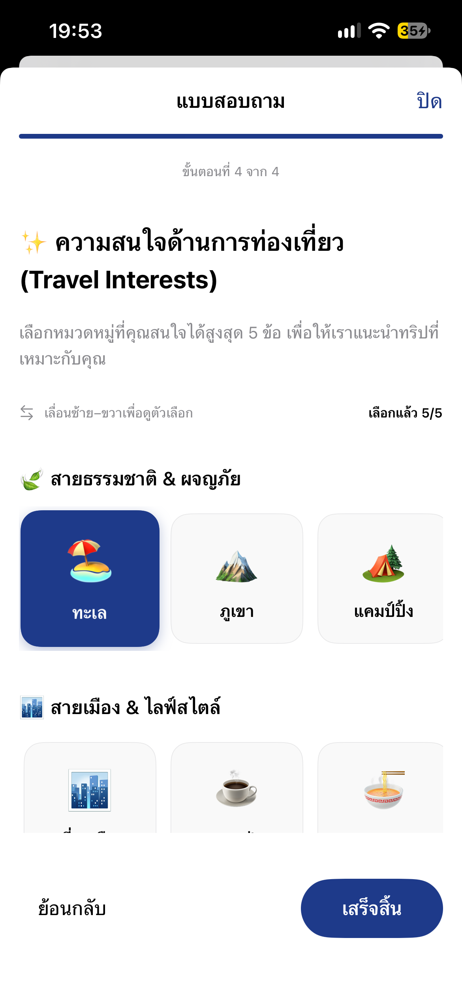 19:53
35
แบบสอบถาม
ปิด
ขั้นตอนที่ 4 จาก 4
ความสนใจด้านการท่องเที่ยว
(Travel Interests)
เลือกหมวดหมู่ที่คุณสนใจได้สูงสุด 5 ข้อ เพื่อให้เราแนะนำทริปที่
เหมาะกับคุณ
เลื่อนซ้าย–ขวาเพื่อดูตัวเลือก
เลือกแล้ว 5/5
สายธรรมชาติ & ผจญภัย
ทะเล
ภูเขา
แคมป์ปิ้ง
สายเมือง & ไลฟ์สไตล์
ย้อนกลับ
เสร็จสิ้น